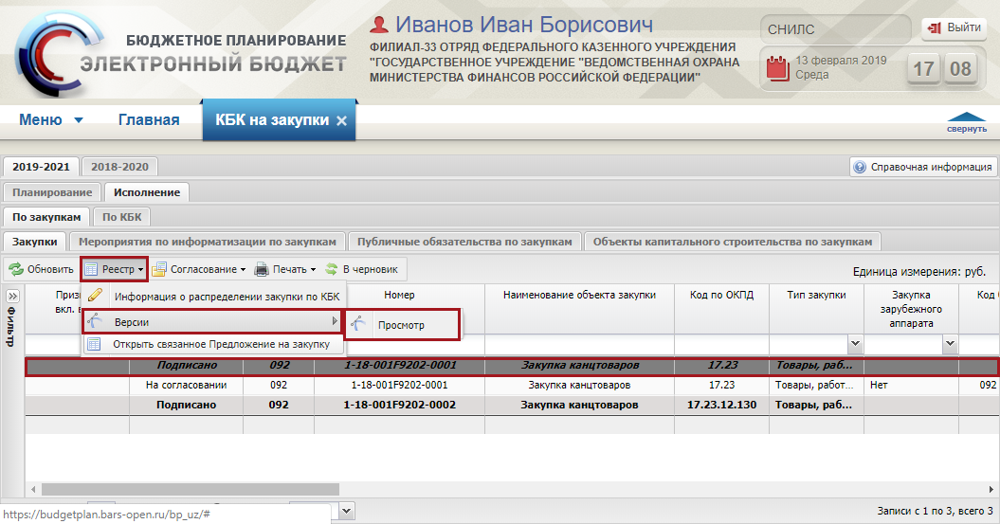 БЮДЖЕТНОЕ ПЛАНИРОВАНИЕ
ЭЛЕКТРОННЫЙ БЮДЖЕТ
Иванов Иван Борисович
ФИЛИАЛ-33 ОТРЯД ФЕДЕРАЛЬНОГО КАЗЕННОГО УЧРЕЖДЕНИЯ
"ГОСУДАРСТВЕННОЕ УЧРЕЖДЕНИЕ "ВЕДОМСТВЕННАЯ ОХРАНА
МИНИСТЕРСТВА ФИНАНСОВ РОССИЙСКОЙ ФЕДЕРАЦИИ"
СНИЛС
Выйти
13 февраля 2019
Среда
17 08
Меню Главная КБК на закупки
свернуть
2019-2021 2018-2020
Справочная информация
Планирование Исполнение
По закупкам По КБК
Закупки Мероприятия по информатизации по закупкам Публичные обязательства по закупкам Объекты капитального строительства по закупкам
Обновить Реестр Согласование Печать В черновик
Единица измерения: руб.
Информация о распределении закупки по КБК
Версии
Просмотр
Открыть связанное Предложение на закупку
Фильтр
Приз
вкл. в
Номер Наименование объекта закупки Код по ОКПД Тип закупки Закупка
зарубежного
аппарата
Код
Подписано 092 1-18-001F9202-0001 Закупка канцтоваров 17.23 Товары, раб...
На согласовании 092 1-18-001F9202-0001 Закупка канцтоваров 17.23 Товары, работ... Нет 092
Подписано 092 1-18-001F9202-0002 Закупка канцтоваров 17.23.12.130 Товары, раб...
https://budgetplan.bars-open.ru/bp_uz/#
Записи с 1 по 3, всего 3